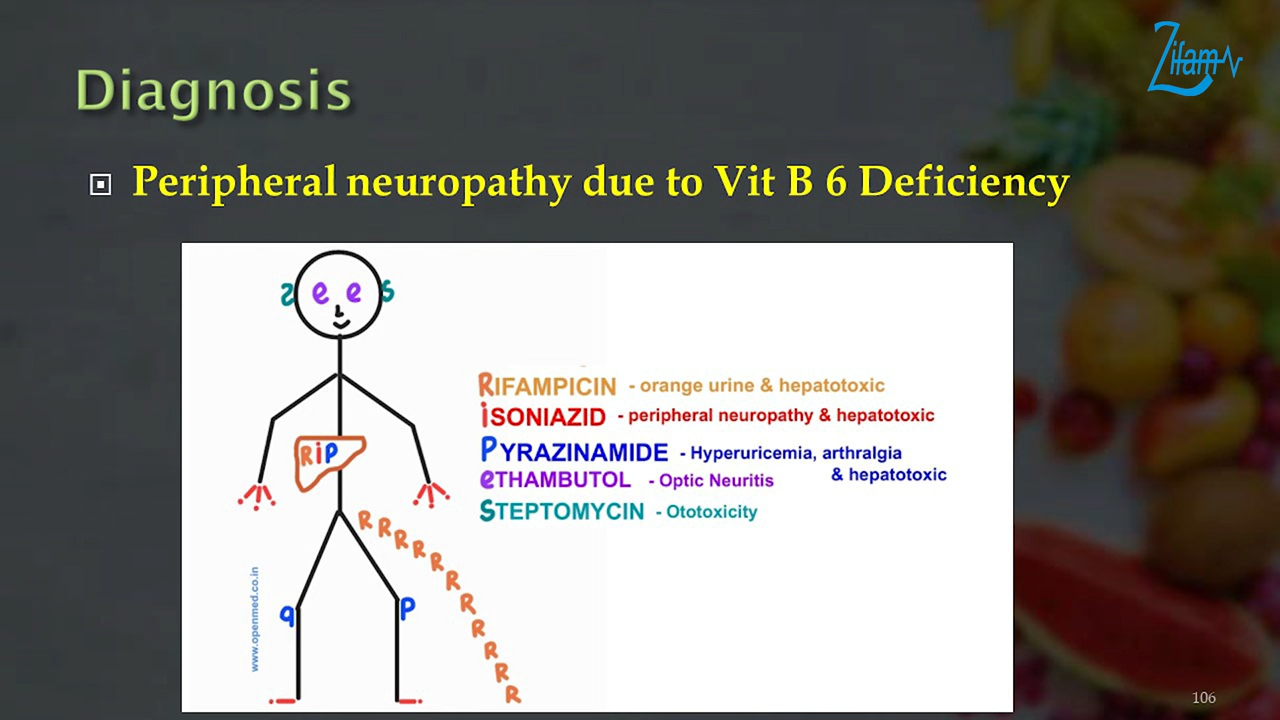 Zifam
Diagnosis
Peripheral neuropathy due to Vit B 6 Deficiency
s e e s
RiP
RIFAMPICIN - orange urine & hepatotoxic
iSONIAZID - peripheral neuropathy & hepatotoxic
PYRAZINAMIDE - Hyperuricemia, arthralgia
& hepatotoxic
eTHAMBUTOL - Optic Neuritis
STEPTOMYCIN - Ototoxicity
R R R R R R R R R R R R
q P
www.openmed.co.in
106